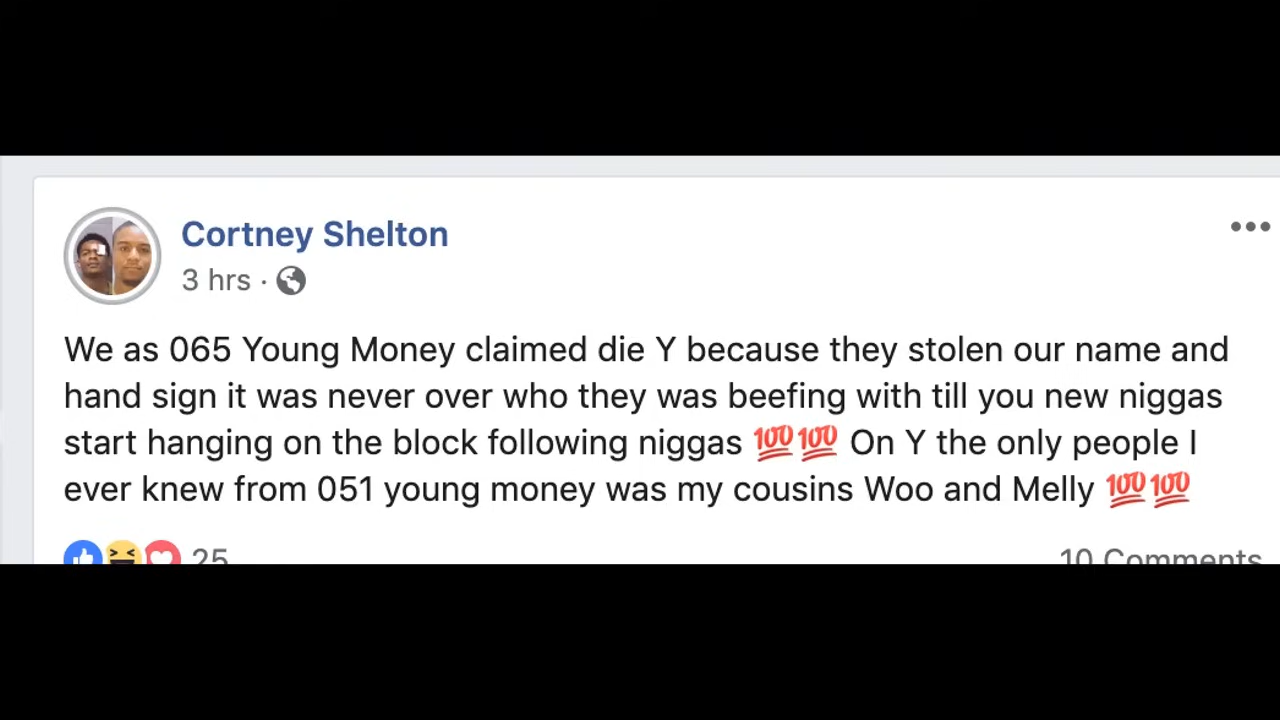 Cortney Shelton
3 hrs ·
We as 065 Young Money claimed die Y because they stolen our name and
hand sign it was never over who they was beefing with till you new niggas
start hanging on the block following niggas 💯💯 On Y the only people I
ever knew from 051 young money was my cousins Woo and Melly 💯💯
25
10 Comments